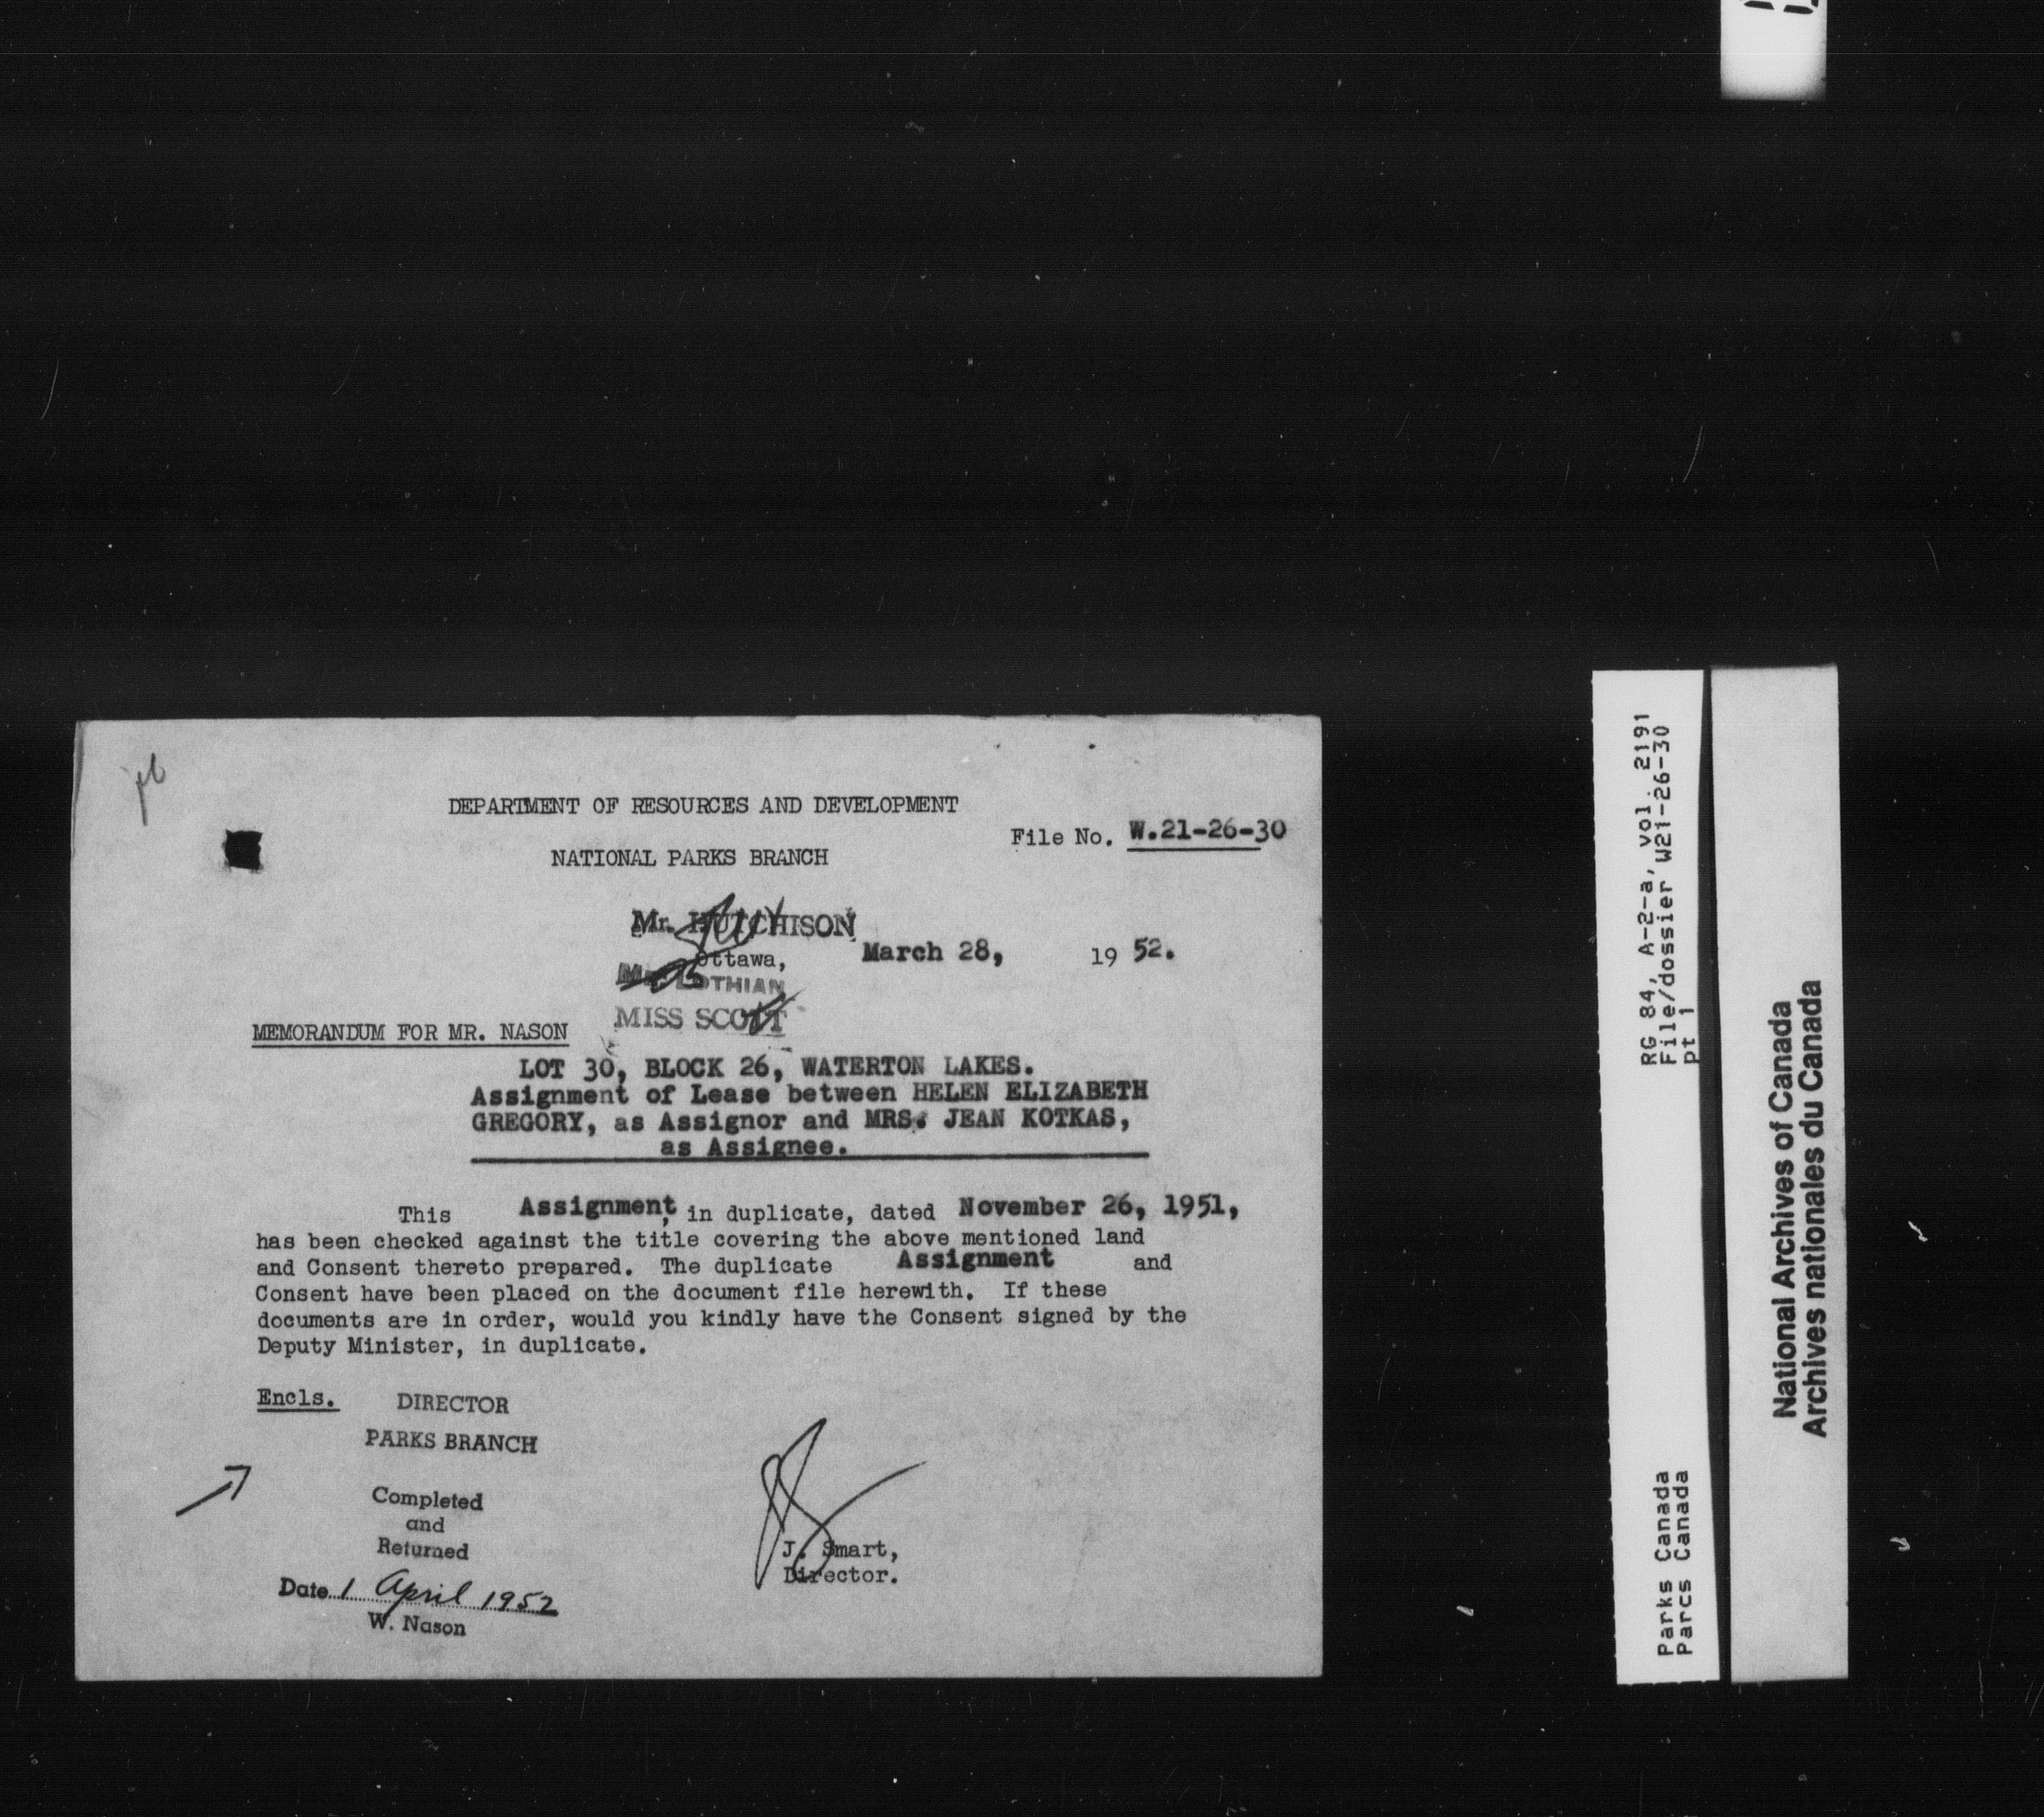 DEPARTMENT OF RESOURCES AND DEVELOPMENT
File No. W.21-26-30
NATIONAL PARKS BRANCH
Mr. HUTCHISON
Ottawa, March 28, 19 52.
Mr. LOTHIAN
MISS SCOTT
MEMORANDUM FOR MR. NASON
LOT 30, BLOCK 26, WATERTON LAKES.
Assignment of Lease between HELEN ELIZABETH
GREGORY, as Assignor and MRS. JEAN KOTKAS,
as Assignee.
This Assignment, in duplicate, dated November 26, 1951,
has been checked against the title covering the above mentioned land
and Consent thereto prepared. The duplicate Assignment and
Consent have been placed on the document file herewith. If these
documents are in order, would you kindly have the Consent signed by the
Deputy Minister, in duplicate.
Encls.
DIRECTOR
PARKS BRANCH
Completed
and
Returned
Date 1 April 1952
W. Nason
J. Smart,
Director.
RG 84, A-2-a, vol. 2191
File/dossier W21-26-30
pt 1
Parks Canada
Parcs Canada
National Archives of Canada
Archives nationales du Canada